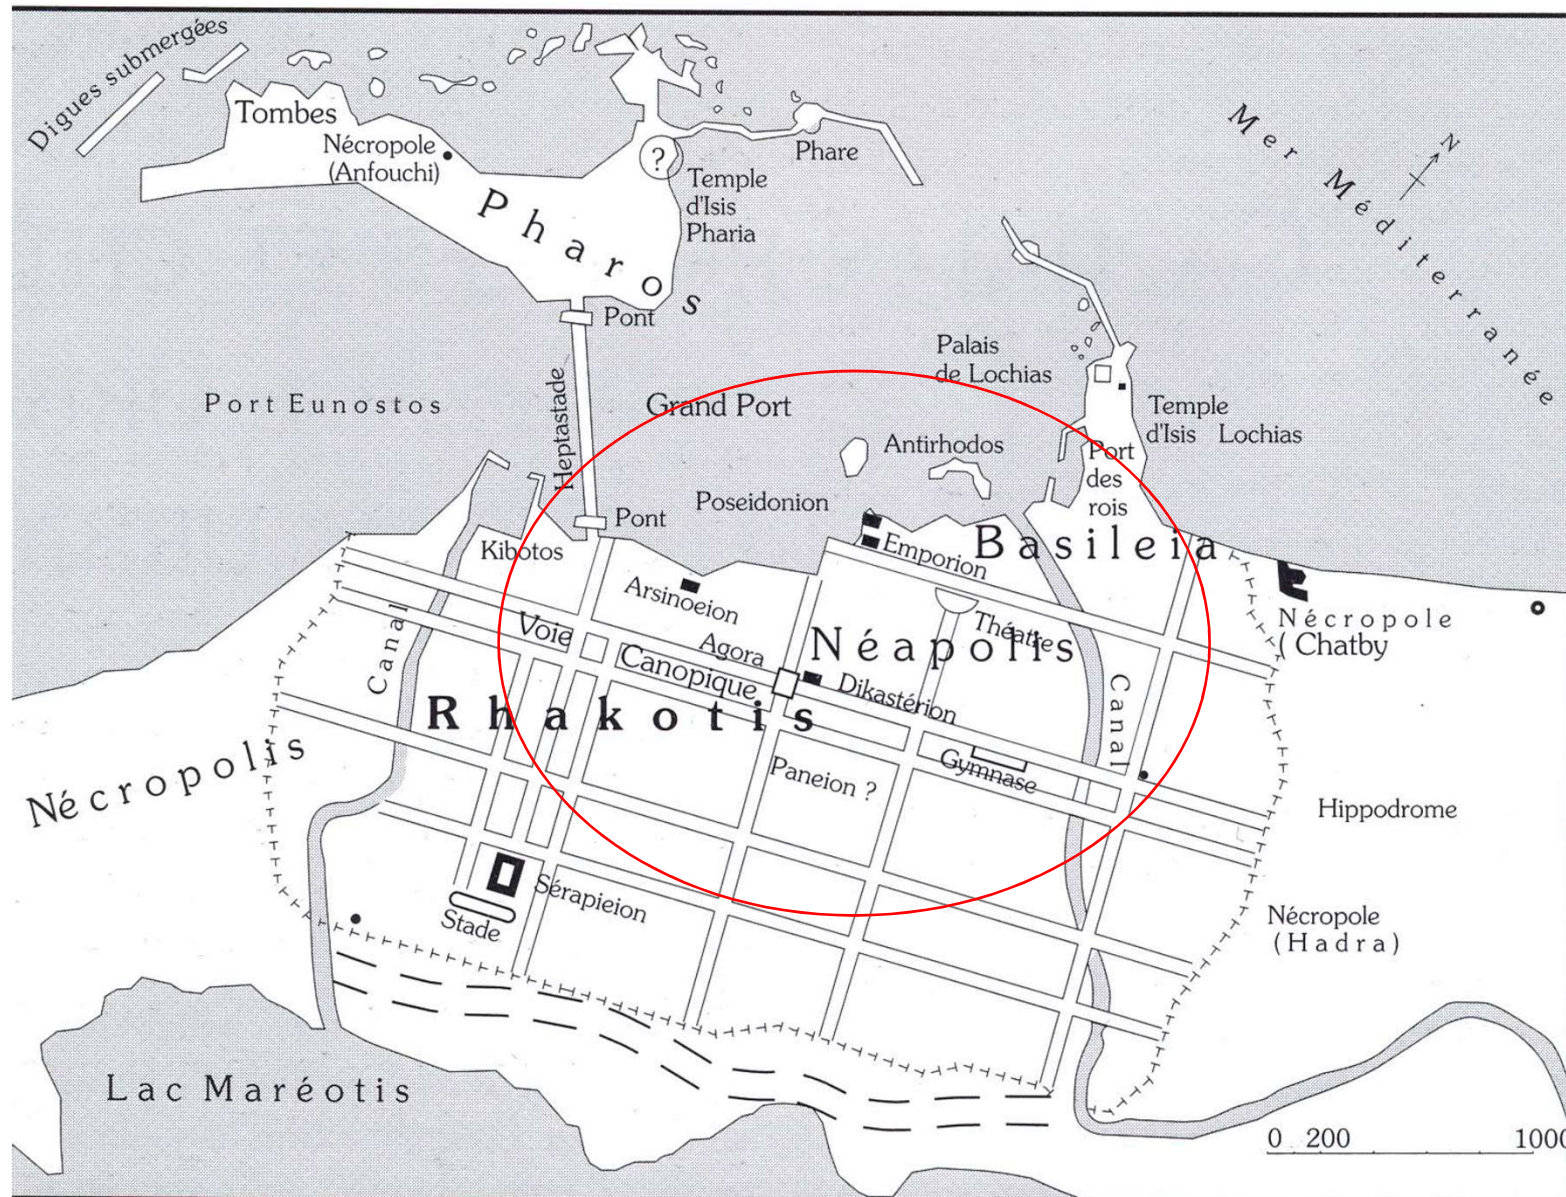 Digues submergées
Tombes
Nécropole
(Anfouchi)
Pharos
?
Temple
d'Isis
Pharia
Phare
Mer Méditerranée
N
Pont
Port Eunostos
Heptastade
Grand Port
Palais
de Lochias
Temple
d'Isis Lochias
Antirhodos
Port
des
rois
Poseidonion
Pont
Kibotos
Emporion
Basileia
Arsinoeion
Nécropole
( Chatby
Canal
Voie
Canopique
Agora
Néapolis
Théatre
Rhakotis
Dikastérion
Canal
Nécropolis
Paneion ?
Gymnase
Hippodrome
Sérapieion
Stade
Nécropole
(Hadra)
Lac Maréotis
0 200 1000